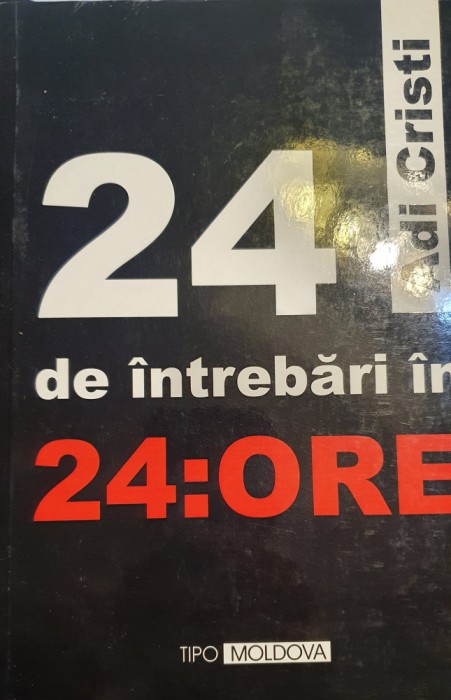 Adi Cristi
24
de întrebări în
24:ORE
TIPO MOLDOVA